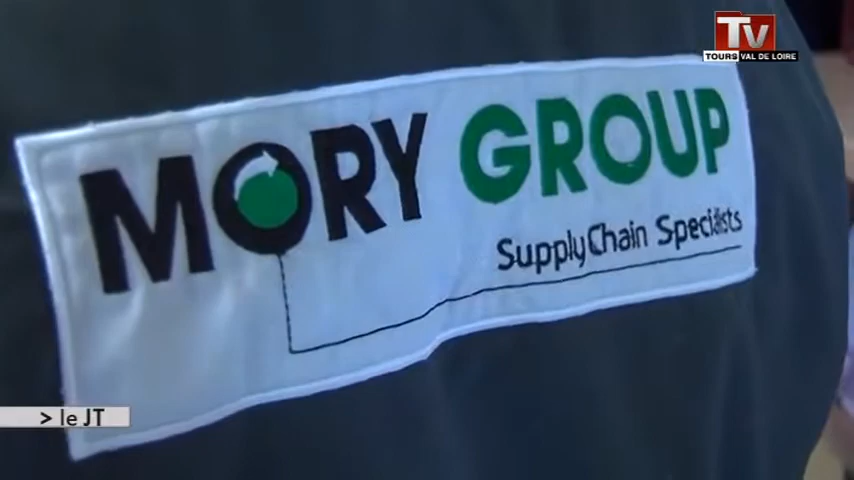 TV
TOURS VAL DE LOIRE
MORY GROUP
SupplyChain Specialists
> le JT